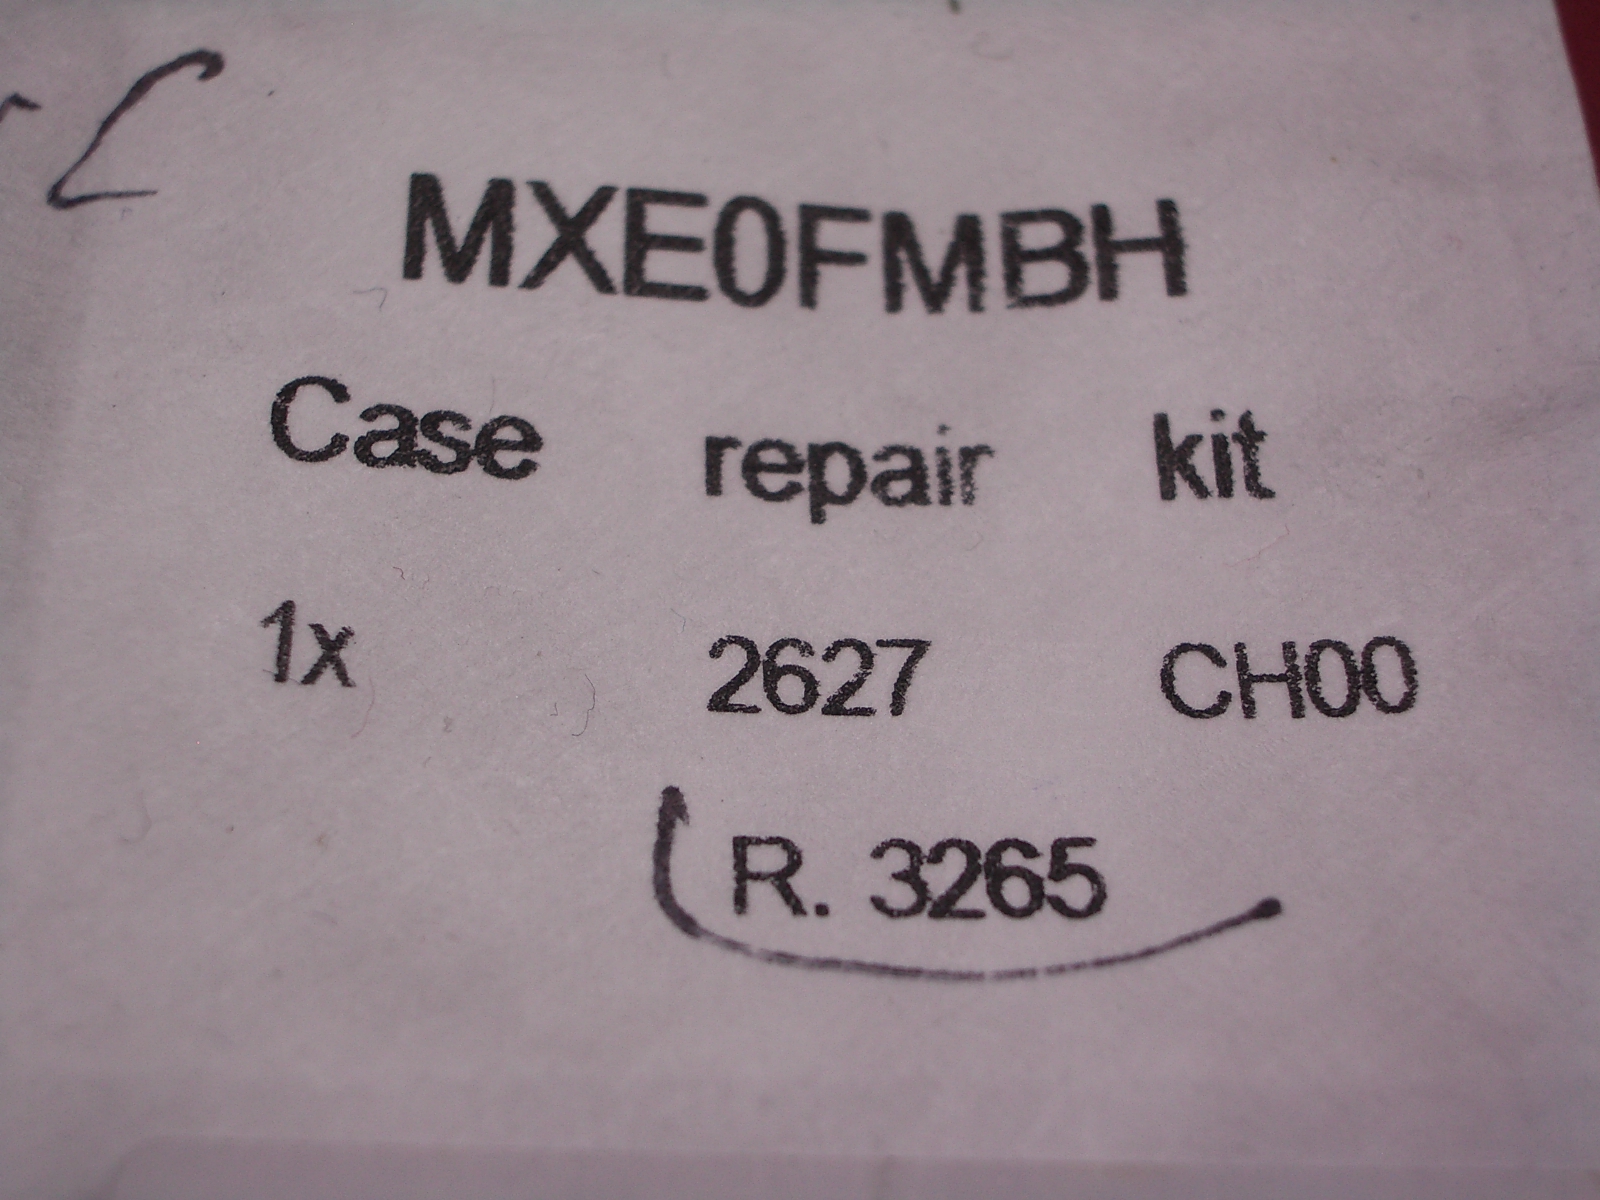 MXE0FMBH
Case repair kit
1x 2627 CH00
R. 3265